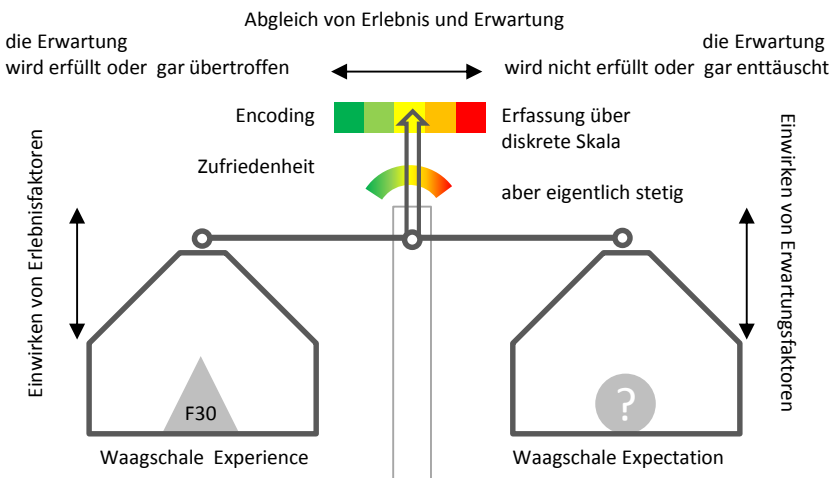 Abgleich von Erlebnis und Erwartung
die Erwartung
wird erfüllt oder gar übertroffen
die Erwartung
wird nicht erfüllt oder gar enttäuscht
Encoding
Erfassung über
diskrete Skala
Zufriedenheit
aber eigentlich stetig
Einwirken von Erlebnisfaktoren
Einwirken von Erwartungsfaktoren
F30
?
Waagschale Experience
Waagschale Expectation